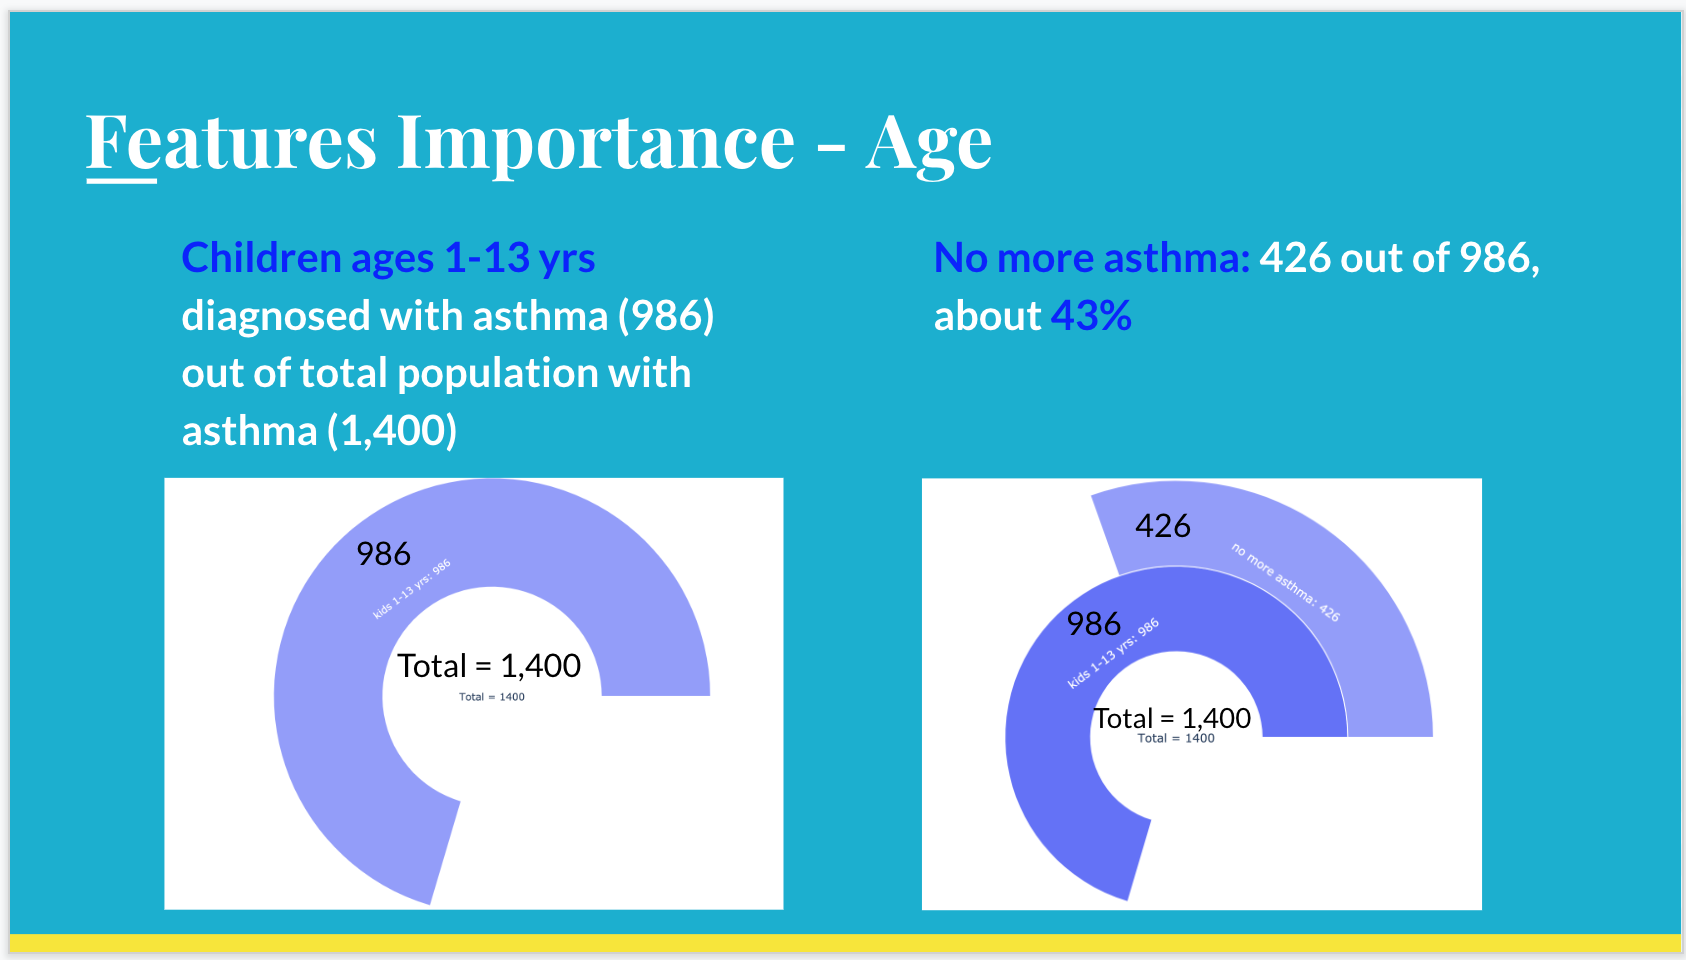 Features Importance - Age
Children ages 1-13 yrs
diagnosed with asthma (986)
out of total population with
asthma (1,400)
No more asthma: 426 out of 986,
about 43%
986
kids 1-13 yrs: 986
Total = 1,400
Total = 1400
426
no more asthma: 426
986
kids 1-13 yrs: 986
Total = 1,400
Total = 1400